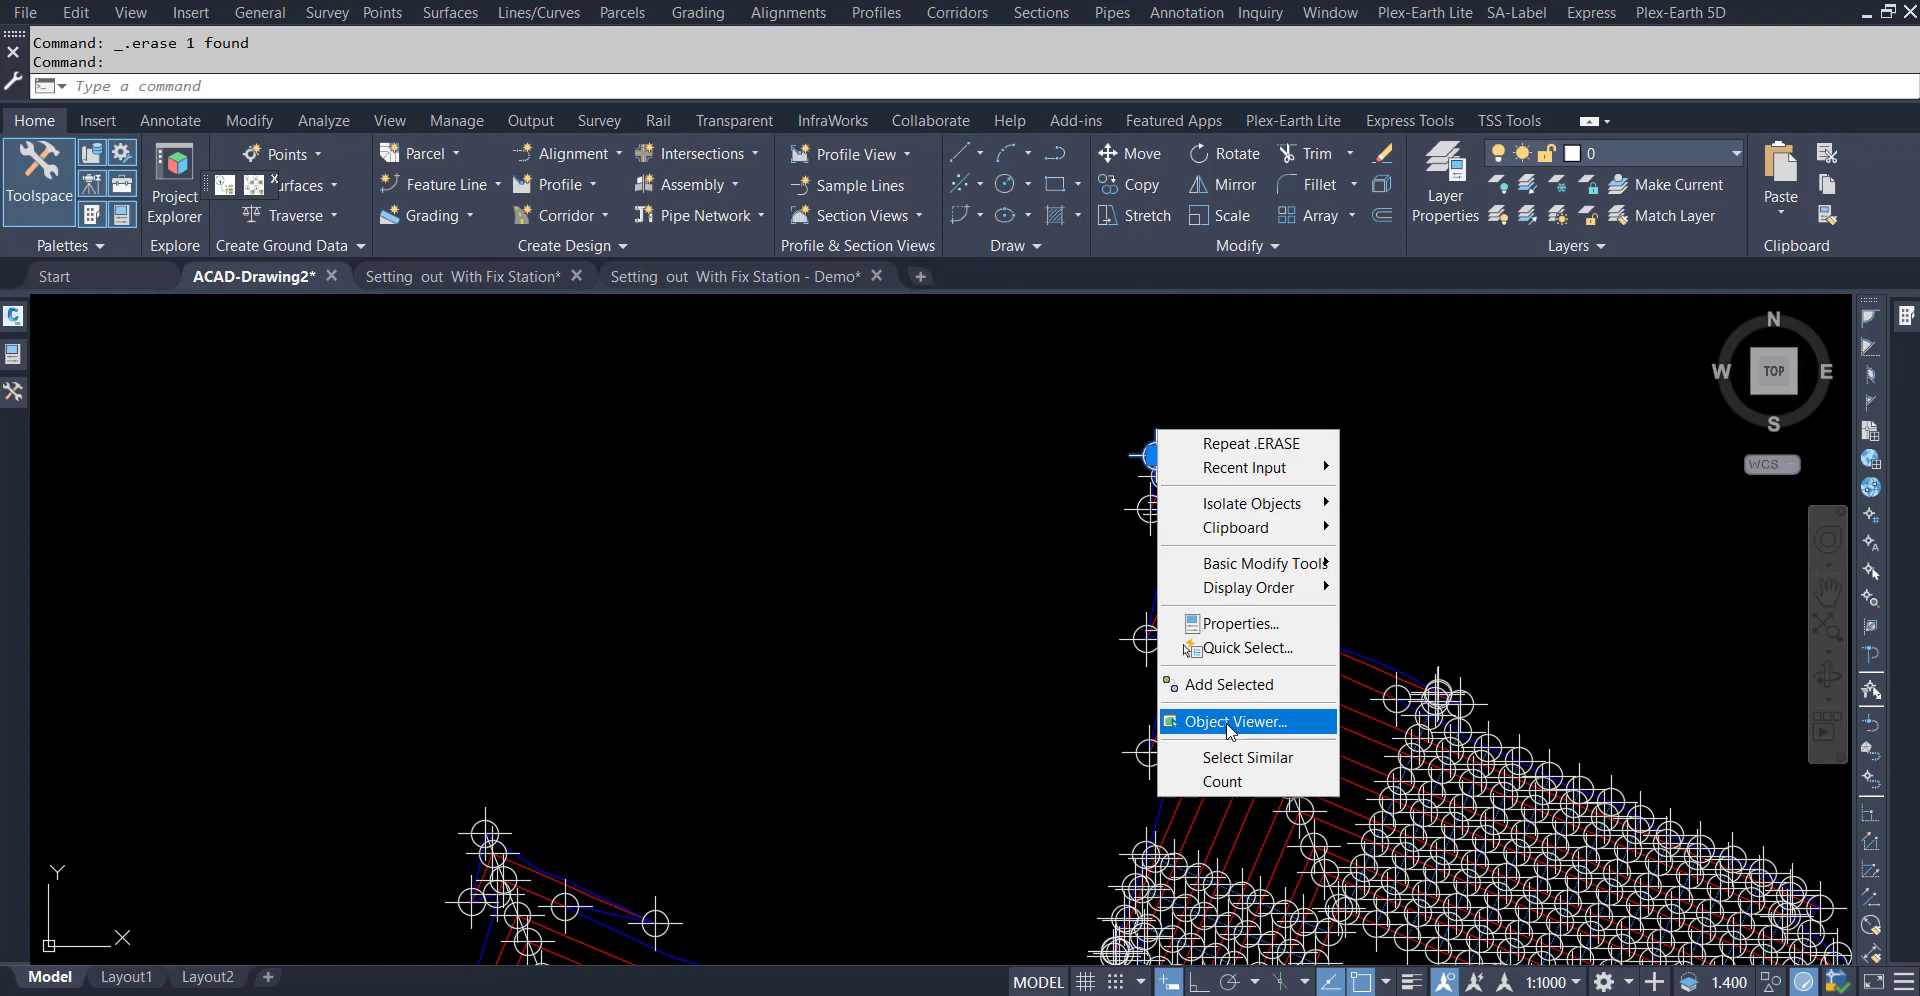 File Edit View Insert General Survey Points Surfaces Lines/Curves Parcels Grading Alignments Profiles Corridors Sections Pipes Annotation Inquiry Window Plex-Earth Lite SA-Label Express Plex-Earth 5D
Command: _.erase 1 found
Command:
Type a command
Home Insert Annotate Modify Analyze View Manage Output Survey Rail Transparent InfraWorks Collaborate Help Add-ins Featured Apps Plex-Earth Lite Express Tools TSS Tools
Points Parcel Alignment Intersections Profile View Move Rotate Trim 0
Toolspace Project Explorer urfaces Feature Line Profile Assembly Sample Lines Copy Mirror Fillet Layer Properties Make Current Paste
Traverse Grading Corridor Pipe Network Section Views Stretch Scale Array Match Layer
Palettes Explore Create Ground Data Create Design Profile & Section Views Draw Modify Layers Clipboard
Start ACAD-Drawing2* Setting out With Fix Station* Setting out With Fix Station - Demo*
N
W TOP E
S
WCS
Repeat .ERASE
Recent Input
Isolate Objects
Clipboard
Basic Modify Tools
Display Order
Properties...
Quick Select...
Add Selected
Object Viewer...
Select Similar
Count
Y
X
Model Layout1 Layout2 MODEL 1:1000 1.400